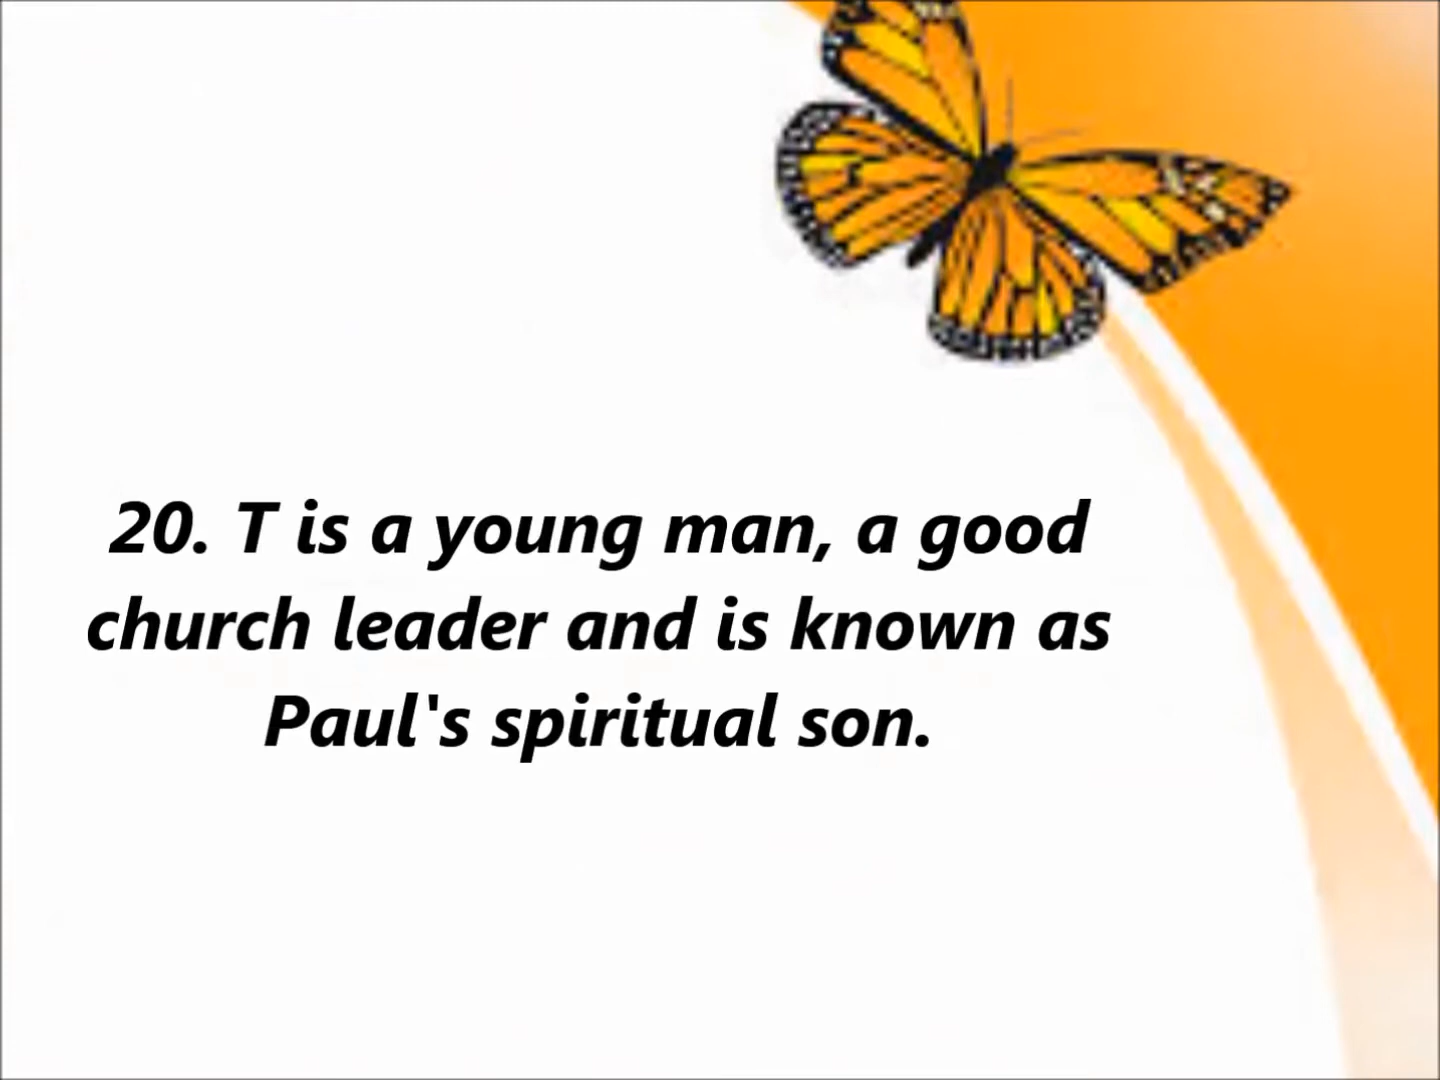 20. T is a young man, a good
church leader and is known as
Paul's spiritual son.